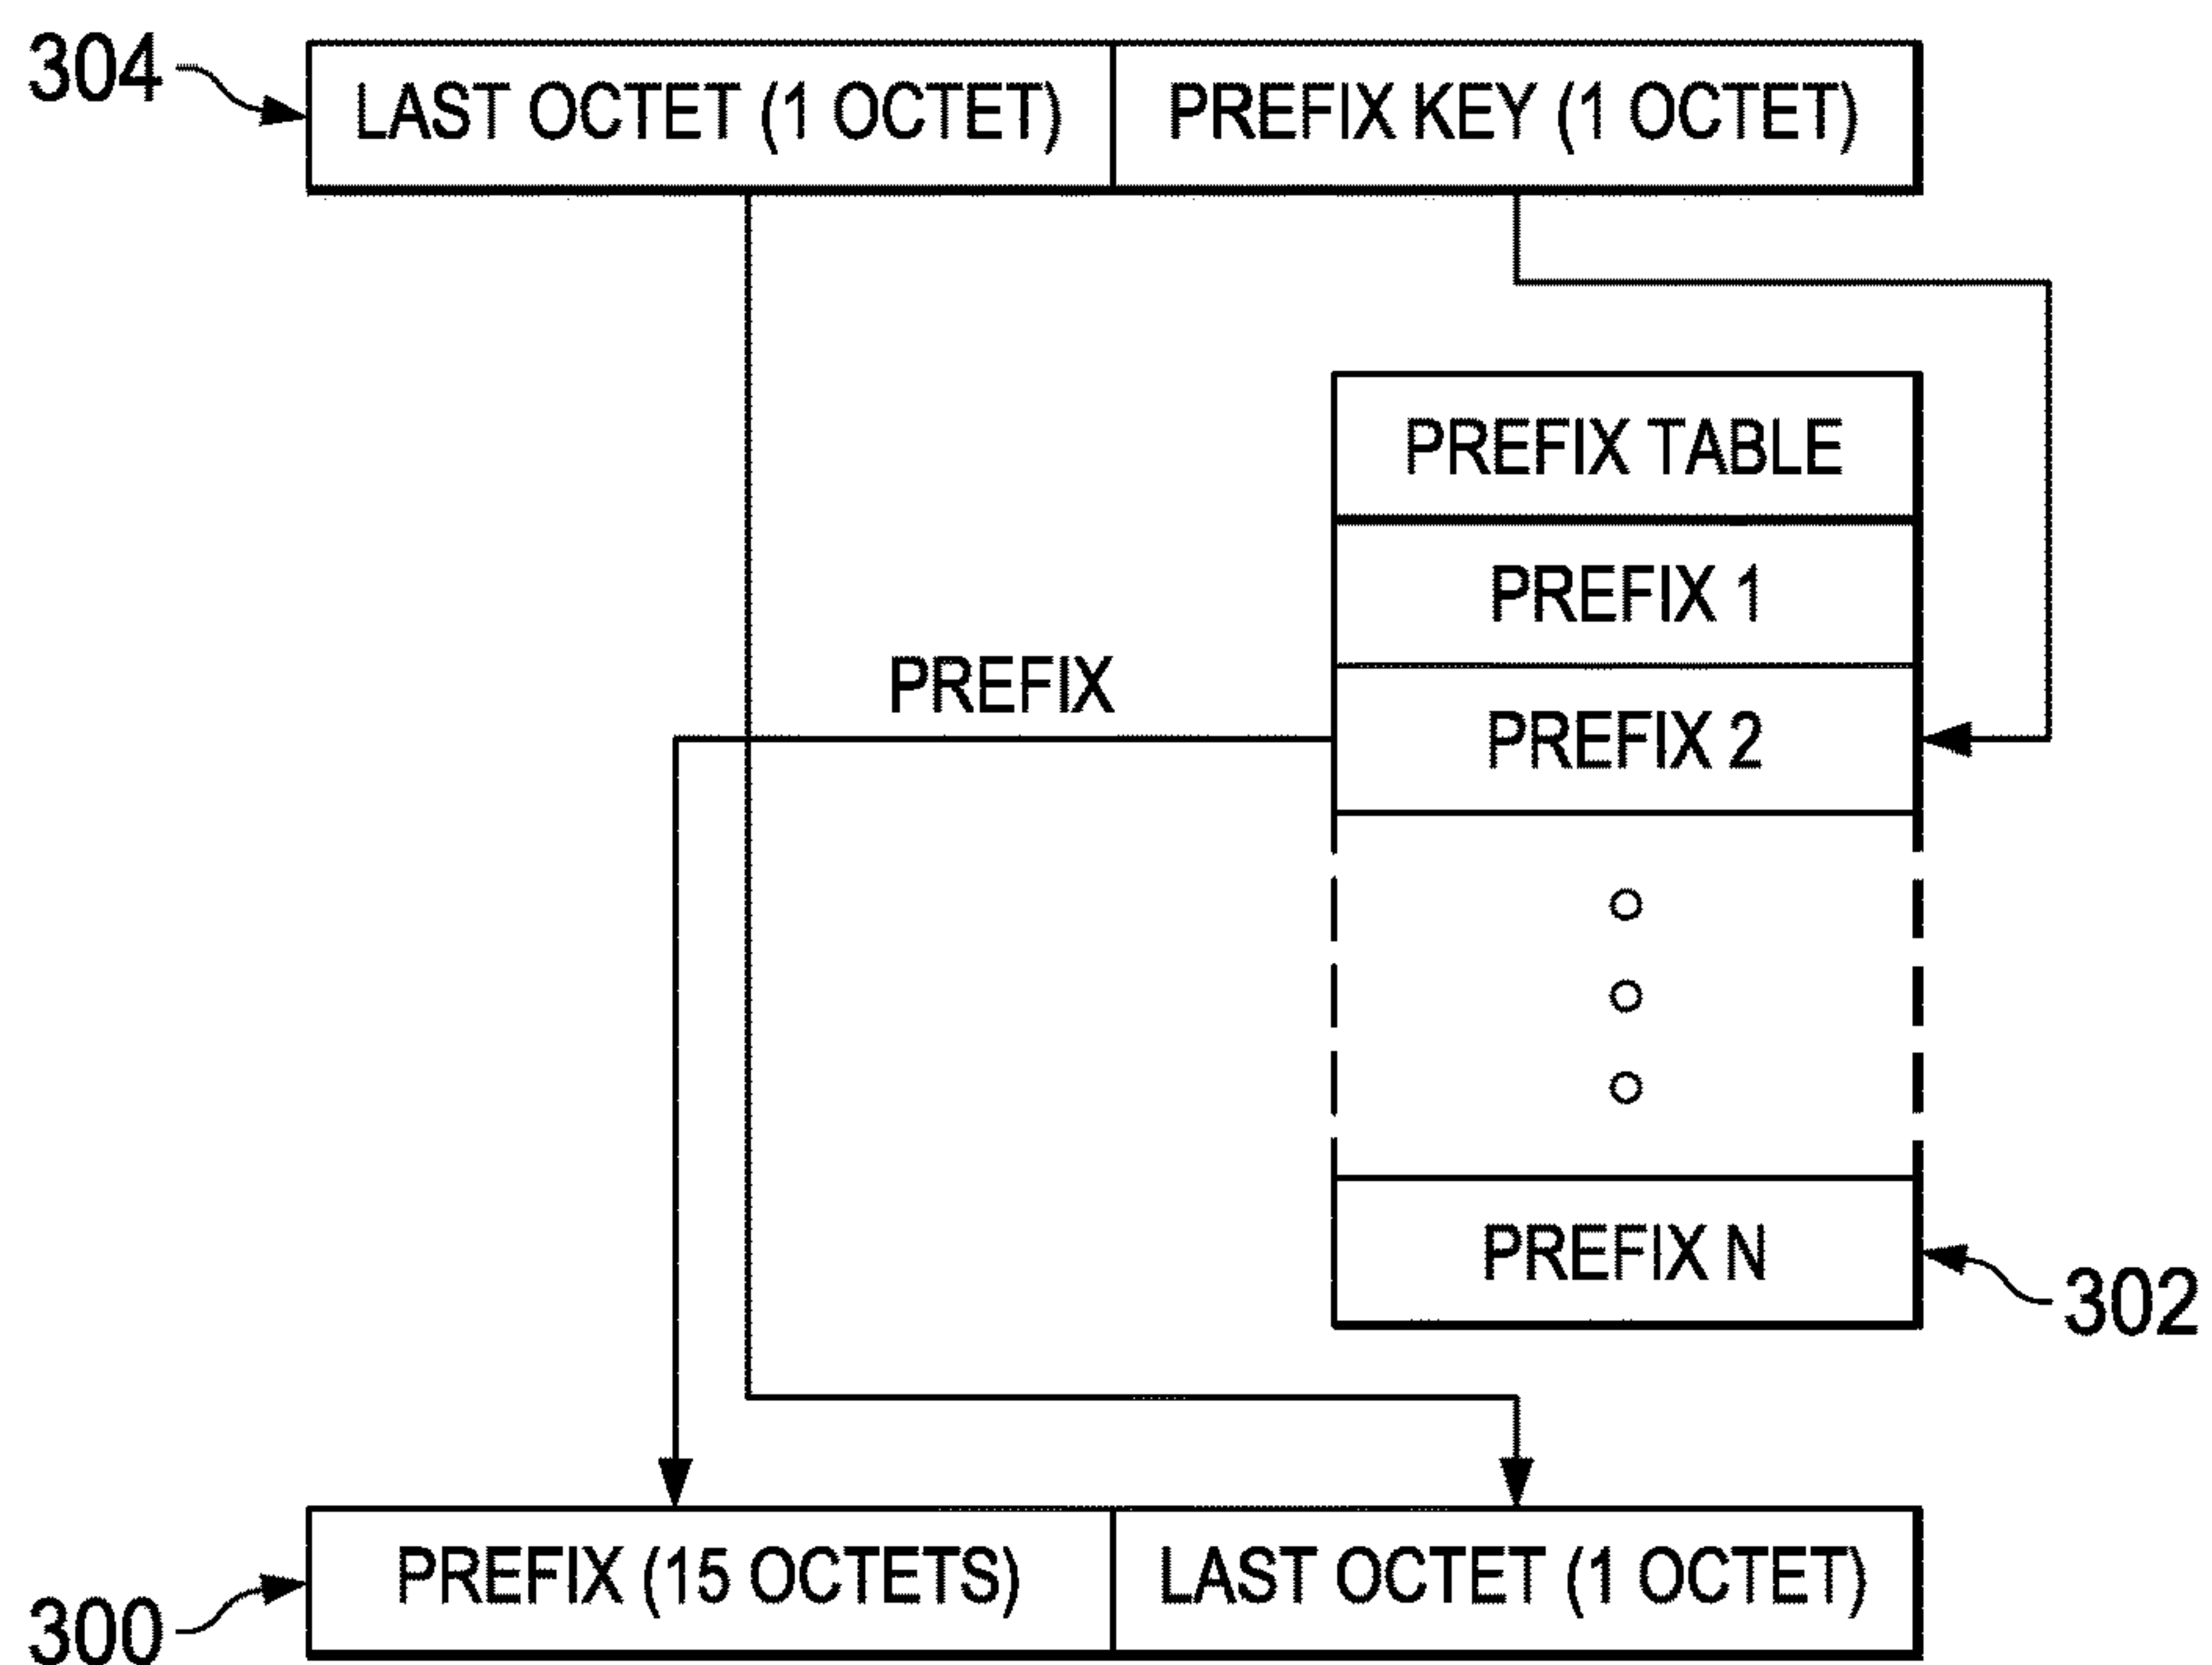 304
LAST OCTET (1 OCTET)
PREFIX KEY (1 OCTET)
PREFIX TABLE
PREFIX 1
PREFIX
PREFIX 2
PREFIX N
302
PREFIX (15 OCTETS)
LAST OCTET (1 OCTET)
300